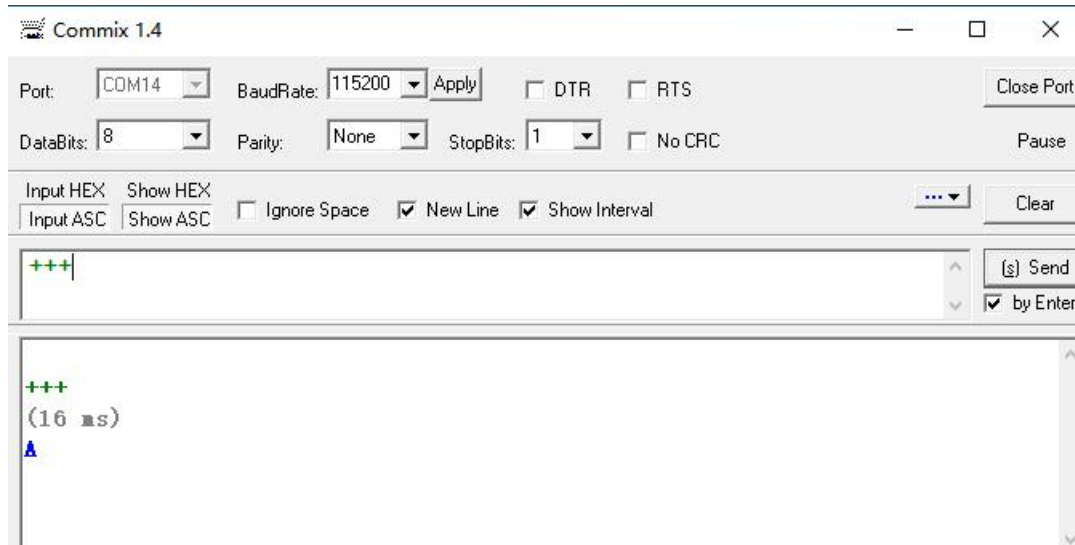 Commix 1.4
Port: COM14 BaudRate: 115200 Apply DTR RTS Close Port
DataBits: 8 Parity: None StopBits: 1 No CRC Pause
Input HEX Show HEX
Input ASC Show ASC Ignore Space New Line Show Interval ... Clear
+++ (s) Send
by Enter
+++
(16 ms)
A